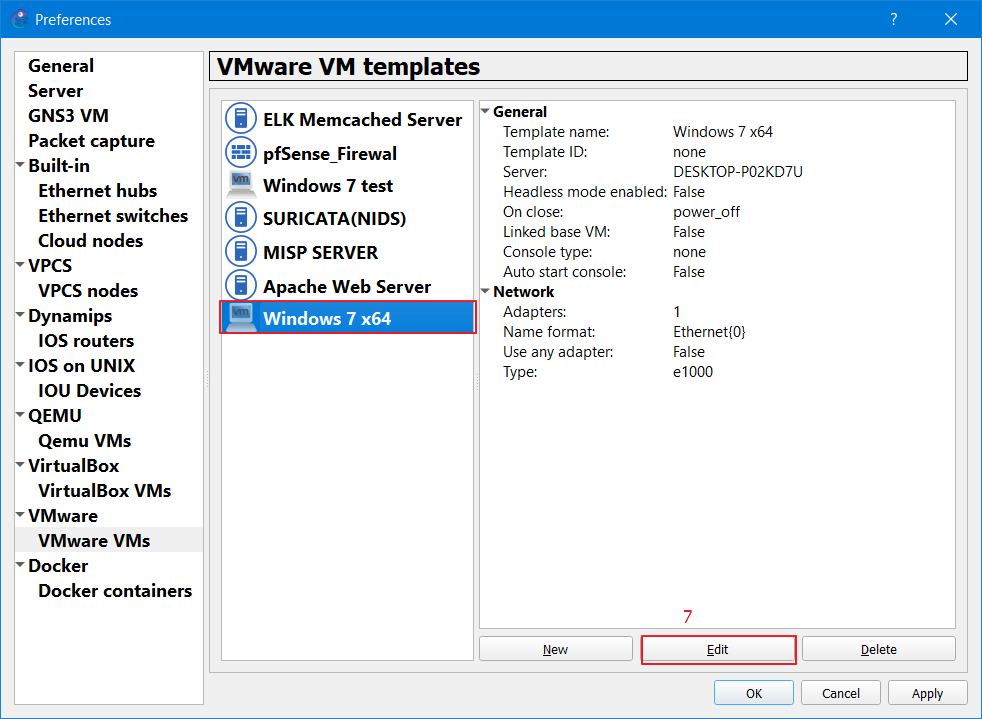 Preferences
?
General
Server
GNS3 VM
Packet capture
Built-in
Ethernet hubs
Ethernet switches
Cloud nodes
VPCS
VPCS nodes
Dynamips
IOS routers
IOS on UNIX
IOU Devices
QEMU
Qemu VMs
VirtualBox
VirtualBox VMs
VMware
VMware VMs
Docker
Docker containers
VMware VM templates
ELK Memcached Server
pfSense_Firewal
vm
Windows 7 test
SURICATA(NIDS)
MISP SERVER
Apache Web Server
vm
Windows 7 x64
General
Template name: Windows 7 x64
Template ID: none
Server: DESKTOP-P02KD7U
Headless mode enabled: False
On close: power_off
Linked base VM: False
Console type: none
Auto start console: False
Network
Adapters: 1
Name format: Ethernet{0}
Use any adapter: False
Type: e1000
7
New Edit Delete
OK Cancel Apply